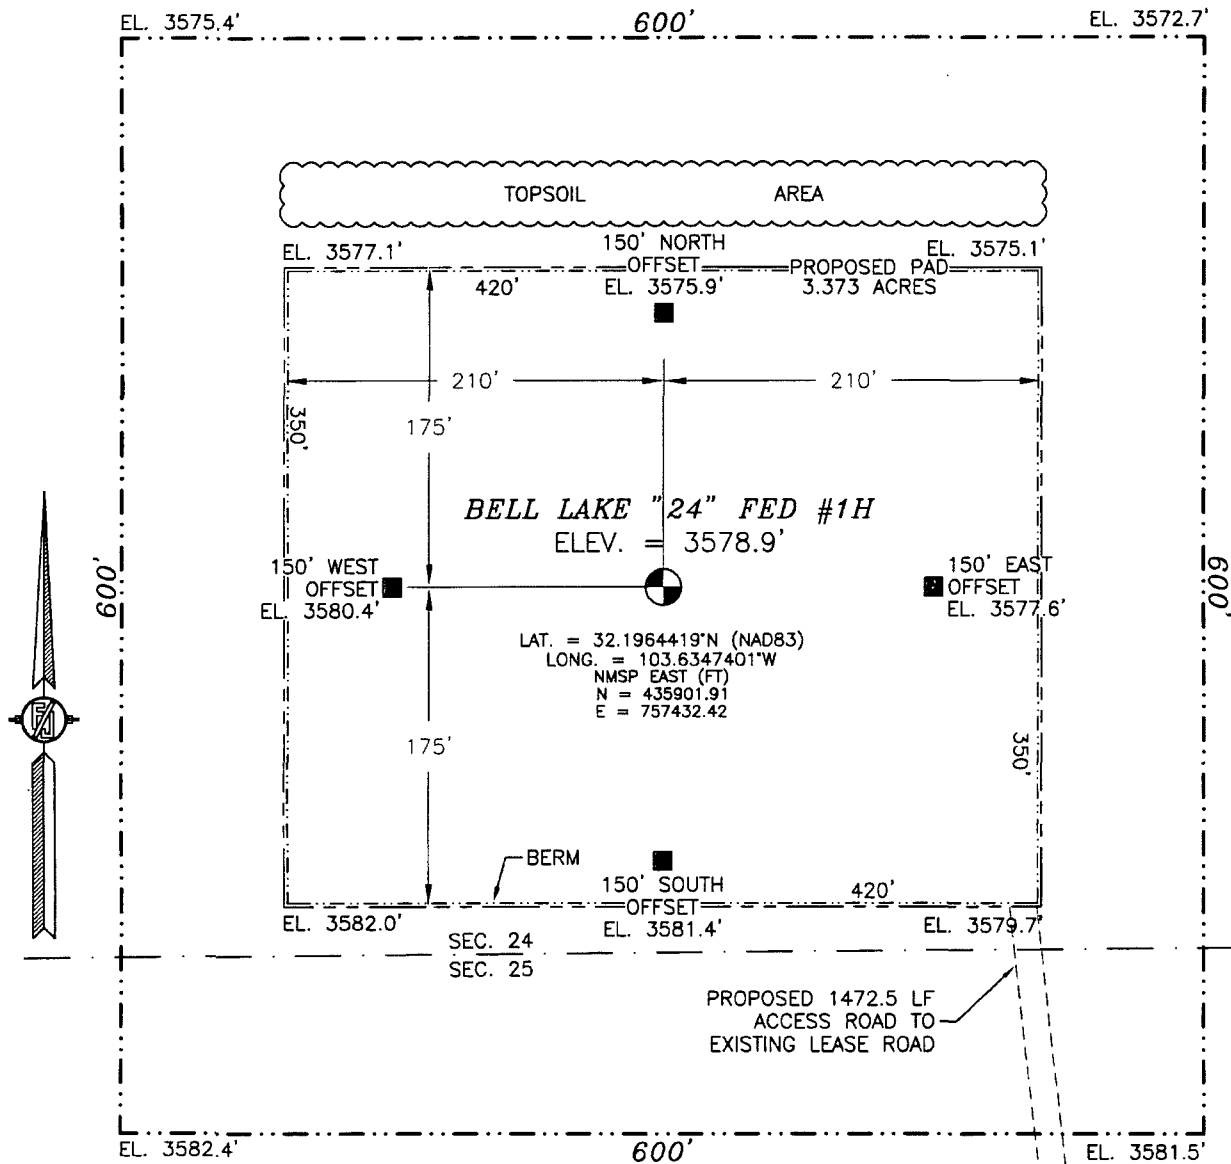 EL. 3575.4'
600'
EL. 3572.7'
TOPSOIL AREA
EL. 3577.1'
150' NORTH
OFFSET
EL. 3575.9'
EL. 3575.1'
PROPOSED PAD
3.373 ACRES
420'
210'
210'
350'
175'
BELL LAKE "24" FED #1H
ELEV. = 3578.9'
600'
150' WEST
OFFSET
EL. 3580.4'
150' EAST
OFFSET
EL. 3577.6'
600'
LAT. = 32.1964419°N (NAD83)
LONG. = 103.6347401°W
NMSP EAST (FT)
N = 435901.91
E = 757432.42
175'
350'
BERM
150' SOUTH
OFFSET
EL. 3581.4'
420'
EL. 3582.0'
EL. 3579.7'
SEC. 24
SEC. 25
PROPOSED 1472.5 LF
ACCESS ROAD TO
EXISTING LEASE ROAD
EL. 3582.4'
600'
EL. 3581.5'